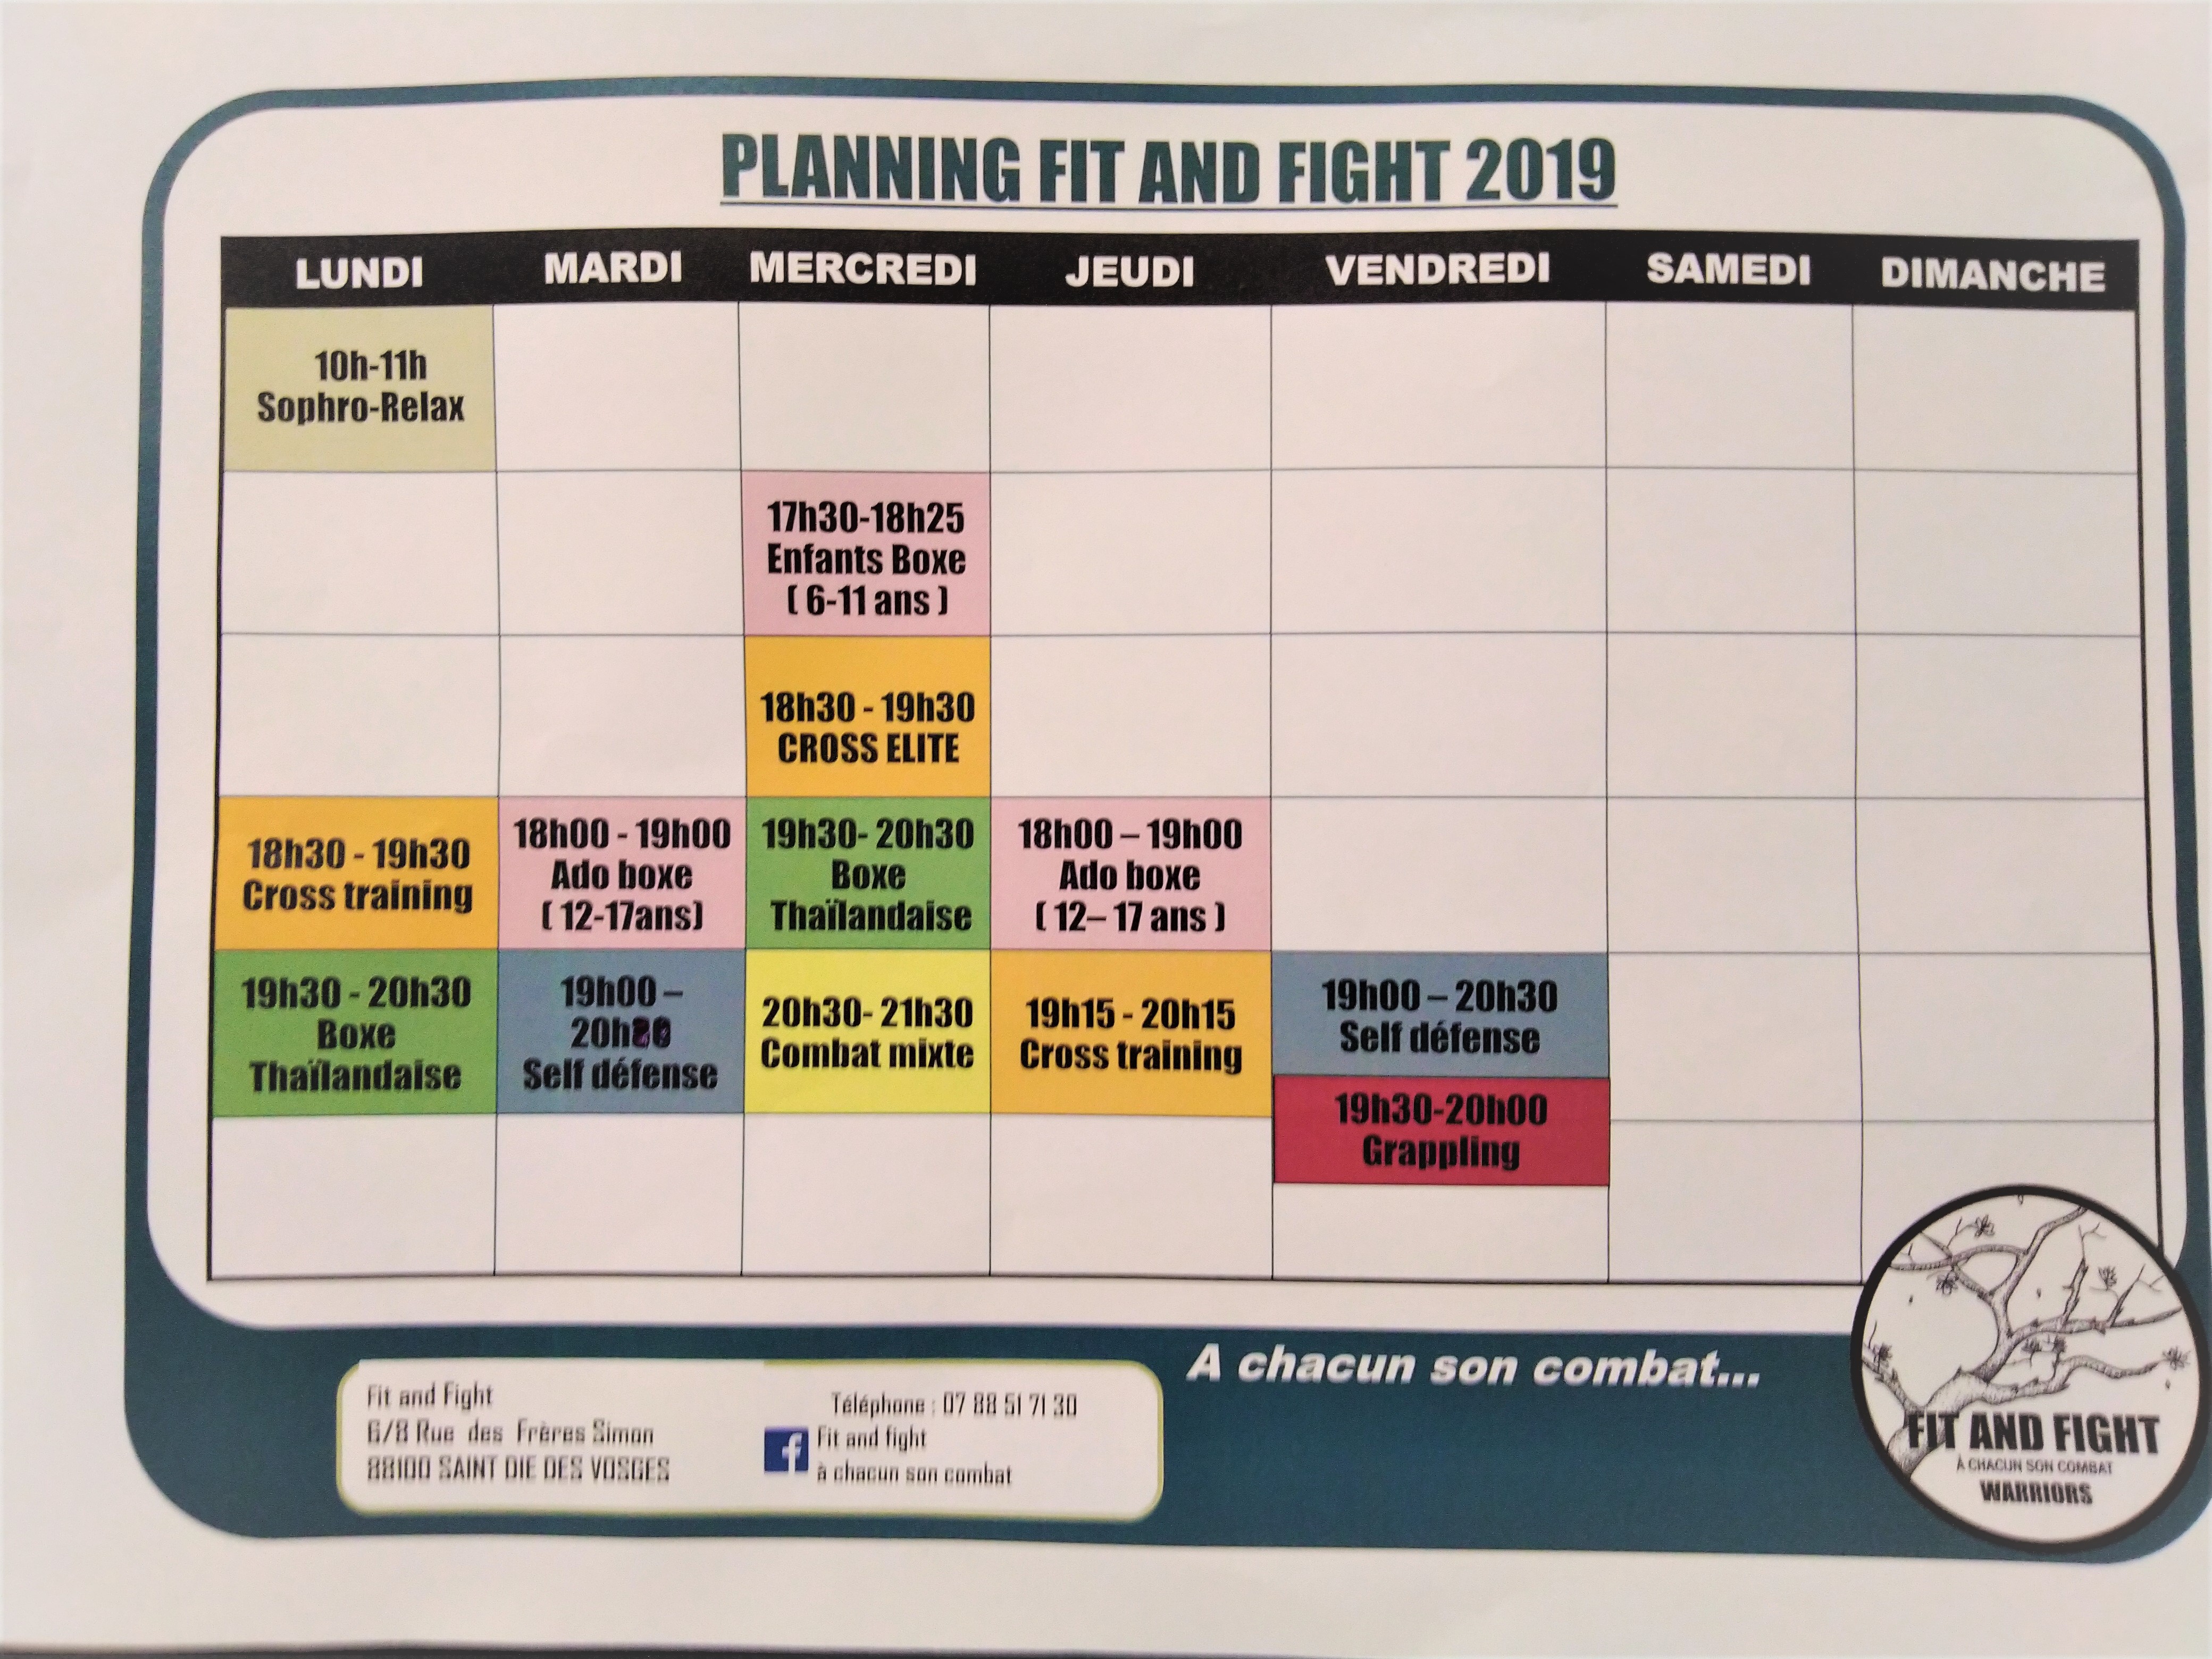 PLANNING FIT AND FIGHT 2019
LUNDI MARDI MERCREDI JEUDI VENDREDI SAMEDI DIMANCHE
10h-11h
Sophro-Relax
17h30-18h25
Enfants Boxe
( 6-11 ans )
18h30 - 19h30
CROSS ELITE
18h30 - 19h30
Cross training
18h00 - 19h00
Ado boxe
( 12-17ans)
19h30- 20h30
Boxe
Thaïlandaise
18h00 – 19h00
Ado boxe
( 12– 17 ans )
19h30 - 20h30
Boxe
Thaïlandaise
19h00 –
Self défense
20h30- 21h30
Combat mixte
19h15 - 20h15
Cross training
19h00 – 20h30
Self défense
19h30-20h00
Grappling
A chacun son combat...
Fit and Fight
6/8 Rue des Frères Simon
88100 SAINT DIE DES VOSGES
Téléphone : 07 88 51 71 30
f
Fit and fight
à chacun son combat
FIT AND FIGHT
À CHACUN SON COMBAT
WARRIORS